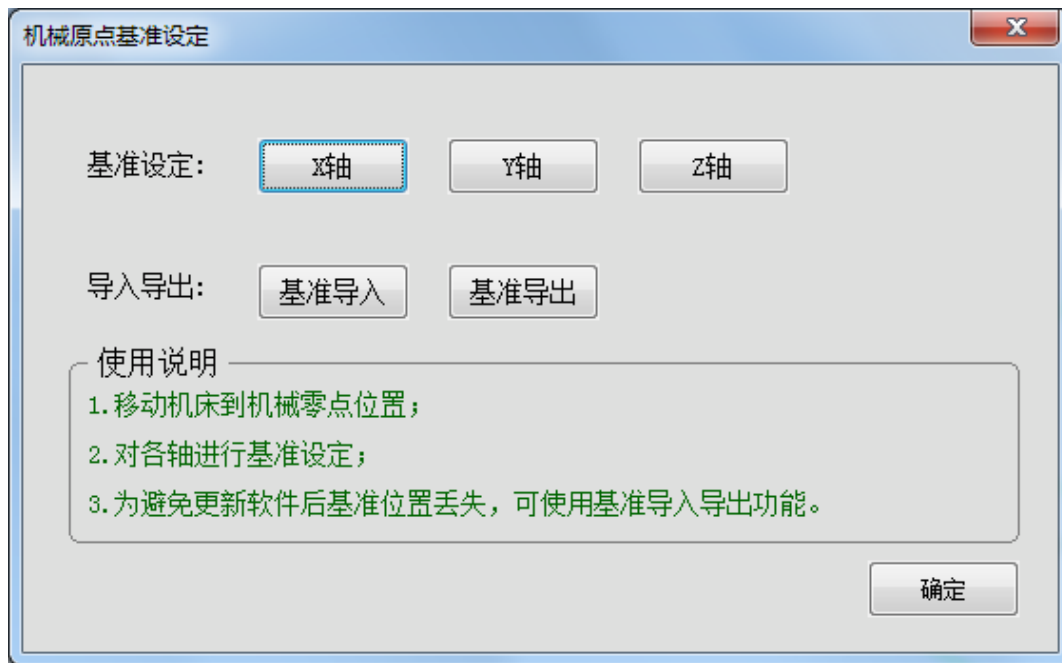 机械原点基准设定
基准设定: X轴 Y轴 Z轴
导入导出: 基准导入 基准导出
使用说明
1.移动机床到机械零点位置;
2.对各轴进行基准设定;
3.为避免更新软件后基准位置丢失，可使用基准导入导出功能。
确定